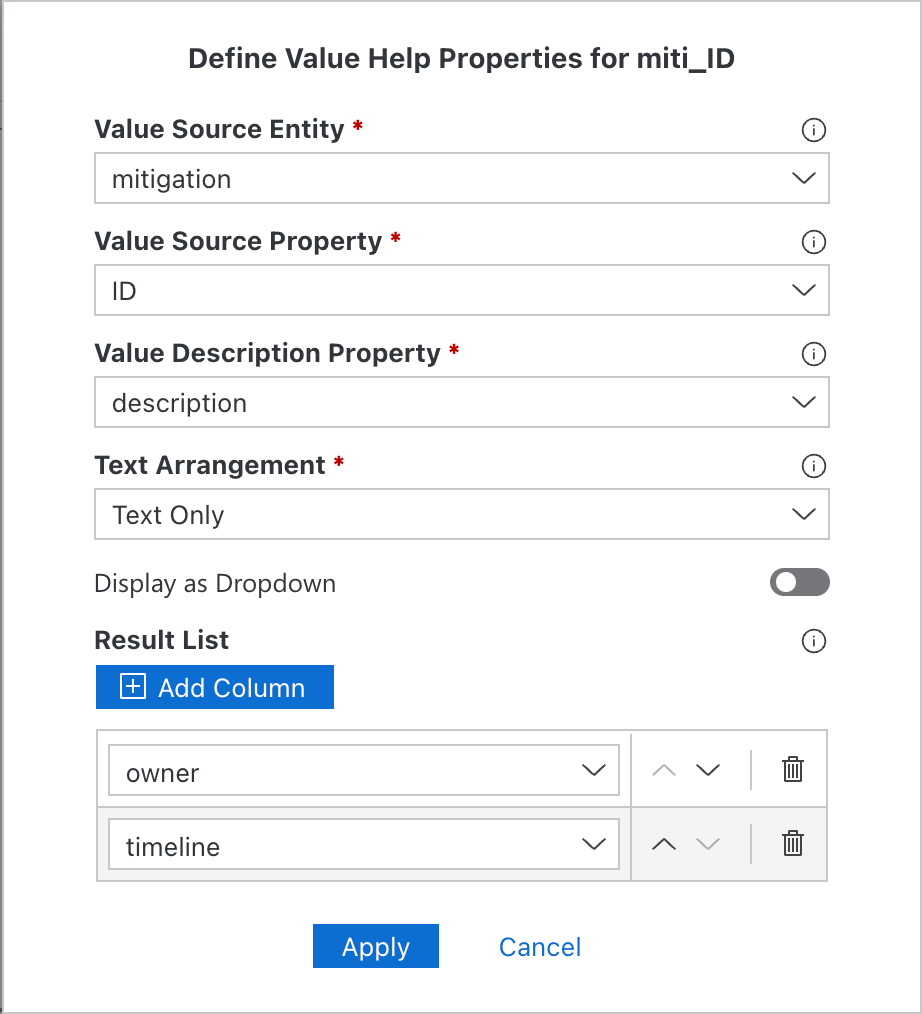 Define Value Help Properties for miti_ID
Value Source Entity *
mitigation
Value Source Property *
ID
Value Description Property *
description
Text Arrangement *
Text Only
Display as Dropdown
Result List
Add Column
owner
timeline
Apply Cancel